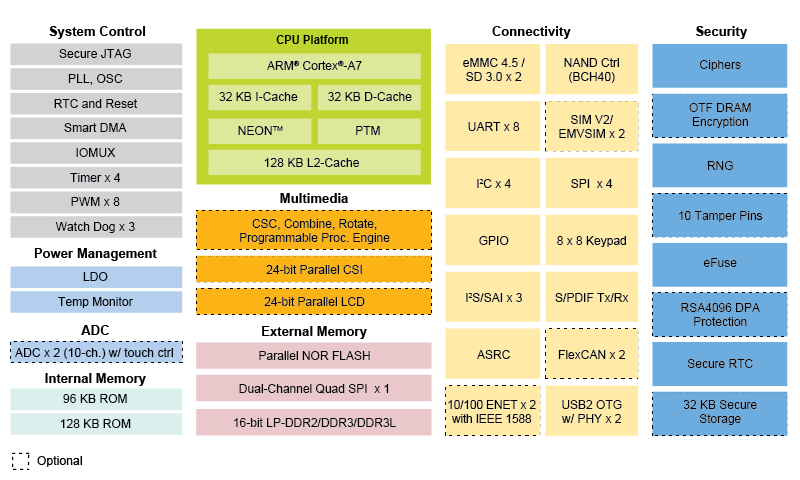 System Control
Secure JTAG
PLL, OSC
RTC and Reset
Smart DMA
IOMUX
Timer x 4
PWM x 8
Watch Dog x 3
Power Management
LDO
Temp Monitor
ADC
ADC x 2 (10-ch.) w/ touch ctrl
Internal Memory
96 KB ROM
128 KB ROM
Optional
CPU Platform
ARM® Cortex®-A7
32 KB I-Cache
32 KB D-Cache
NEON™
PTM
128 KB L2-Cache
Multimedia
CSC, Combine, Rotate,
Programmable Proc. Engine
24-bit Parallel CSI
24-bit Parallel LCD
External Memory
Parallel NOR FLASH
Dual-Channel Quad SPI x 1
16-bit LP-DDR2/DDR3/DDR3L
Connectivity
eMMC 4.5 /
SD 3.0 x 2
NAND Ctrl
(BCH40)
UART x 8
SIM V2/
EMVSIM x 2
I²C x 4
SPI x 4
GPIO
8 x 8 Keypad
I²S/SAI x 3
S/PDIF Tx/Rx
ASRC
FlexCAN x 2
10/100 ENET x 2
with IEEE 1588
USB2 OTG
w/ PHY x 2
Security
Ciphers
OTF DRAM
Encryption
RNG
10 Tamper Pins
eFuse
RSA4096 DPA
Protection
Secure RTC
32 KB Secure
Storage